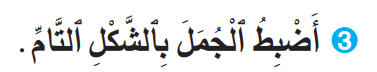 3 أَضْبِطُ ٱلْجُمَلَ بِٱلشَّكْلِ ٱلتَّامِّ .